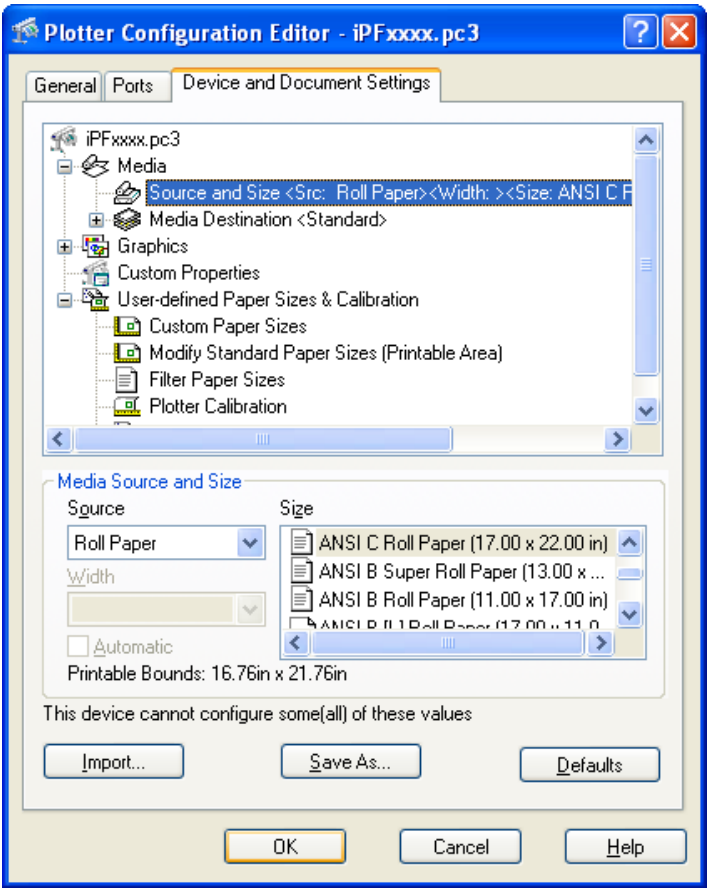 Plotter Configuration Editor - iPFxxxx.pc3
General Ports Device and Document Settings
iPFxxxx.pc3
Media
Source and Size <Src: Roll Paper><Width: ><Size: ANSI C
Media Destination <Standard>
Graphics
Custom Properties
User-defined Paper Sizes & Calibration
Custom Paper Sizes
Modify Standard Paper Sizes (Printable Area)
Filter Paper Sizes
Plotter Calibration
Media Source and Size
Source Size
Roll Paper
Width
Automatic
ANSI C Roll Paper (17.00 x 22.00 in)
ANSI B Super Roll Paper (13.00 x ...
ANSI B Roll Paper (11.00 x 17.00 in)
Printable Bounds: 16.76in x 21.76in
This device cannot configure some(all) of these values
Import... Save As... Defaults
OK Cancel Help